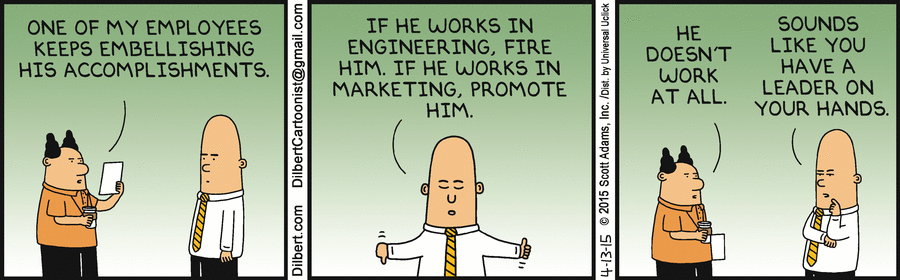 ONE OF MY EMPLOYEES
KEEPS EMBELLISHING
HIS ACCOMPLISHMENTS.
Dilbert.com DilbertCartoonist@gmail.com
IF HE WORKS IN
ENGINEERING, FIRE
HIM. IF HE WORKS IN
MARKETING, PROMOTE
HIM.
4-13-15 © 2015 Scott Adams, Inc. /Dist. by Universal Uclick
HE
DOESN'T
WORK
AT ALL.
SOUNDS
LIKE YOU
HAVE A
LEADER ON
YOUR HANDS.